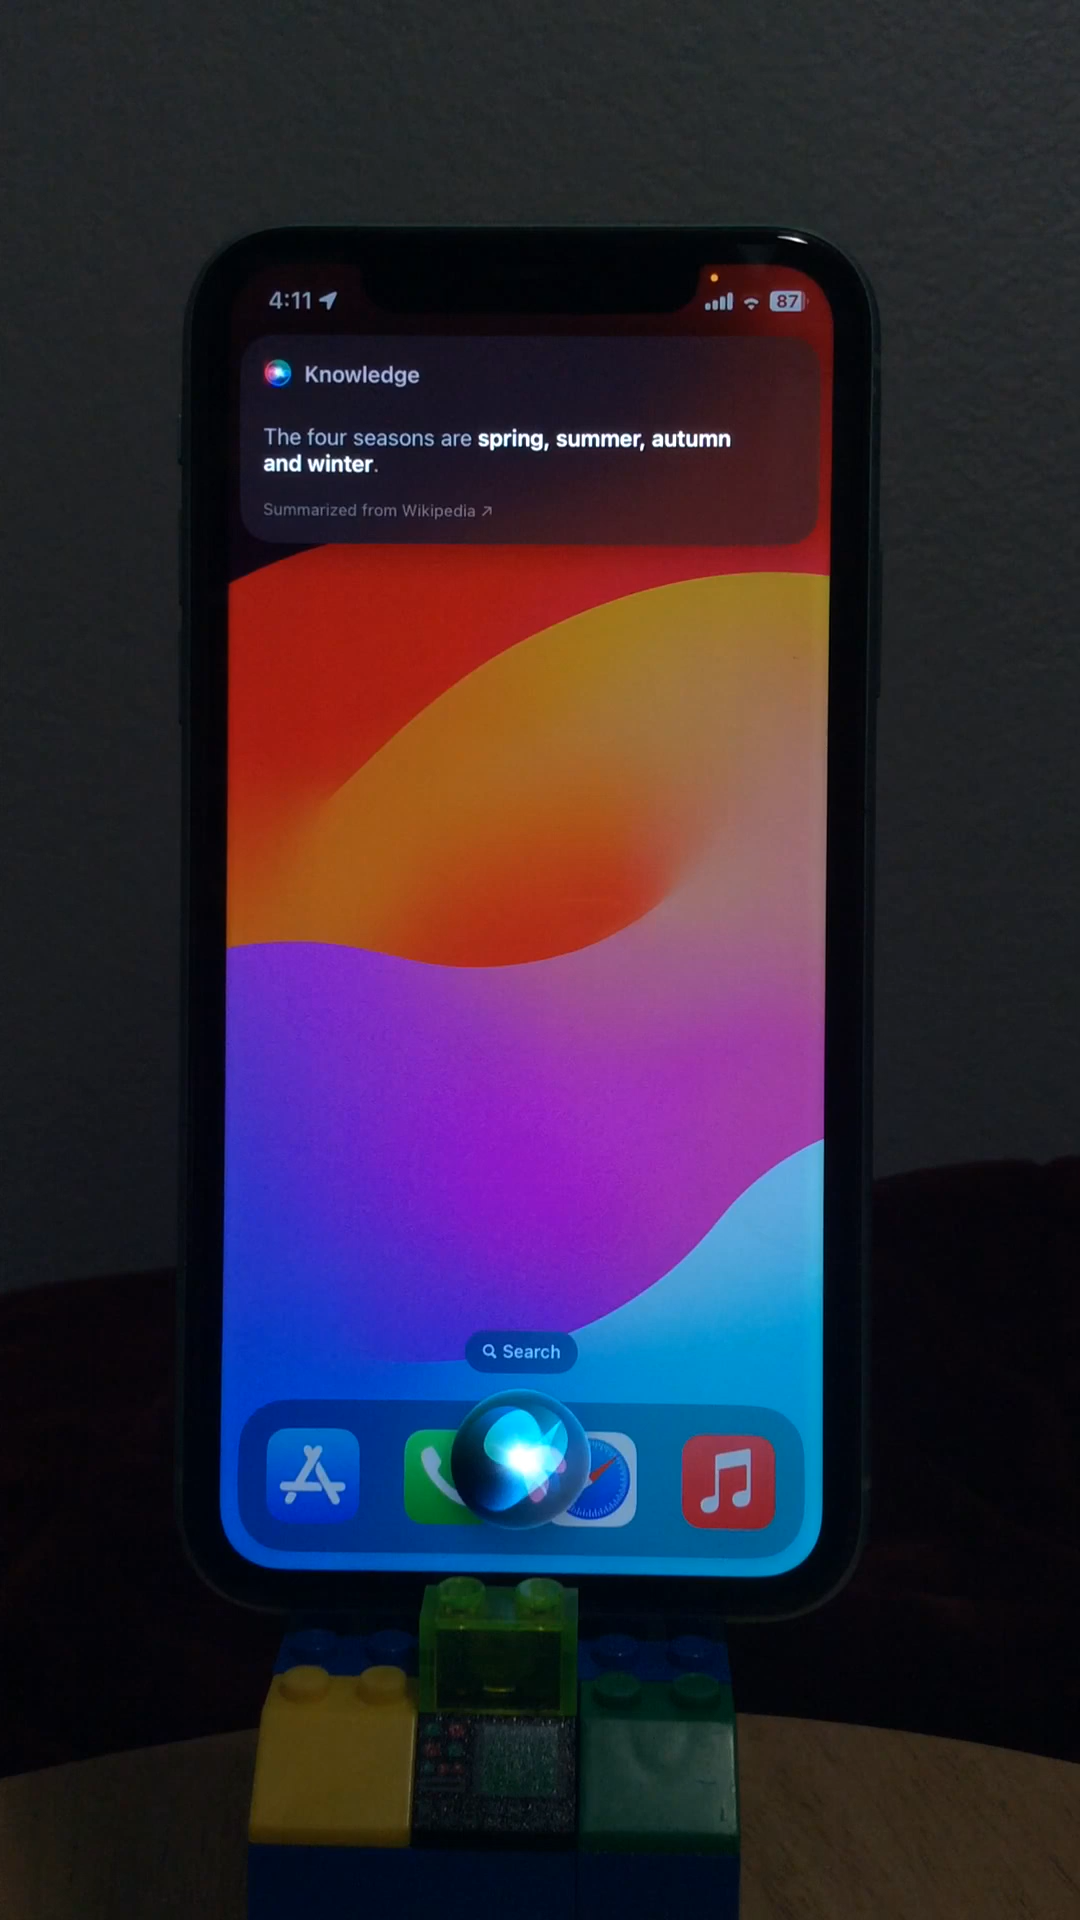 4:11
87
Knowledge
The four seasons are spring, summer, autumn
and winter.
Summarized from Wikipedia ↗
Search